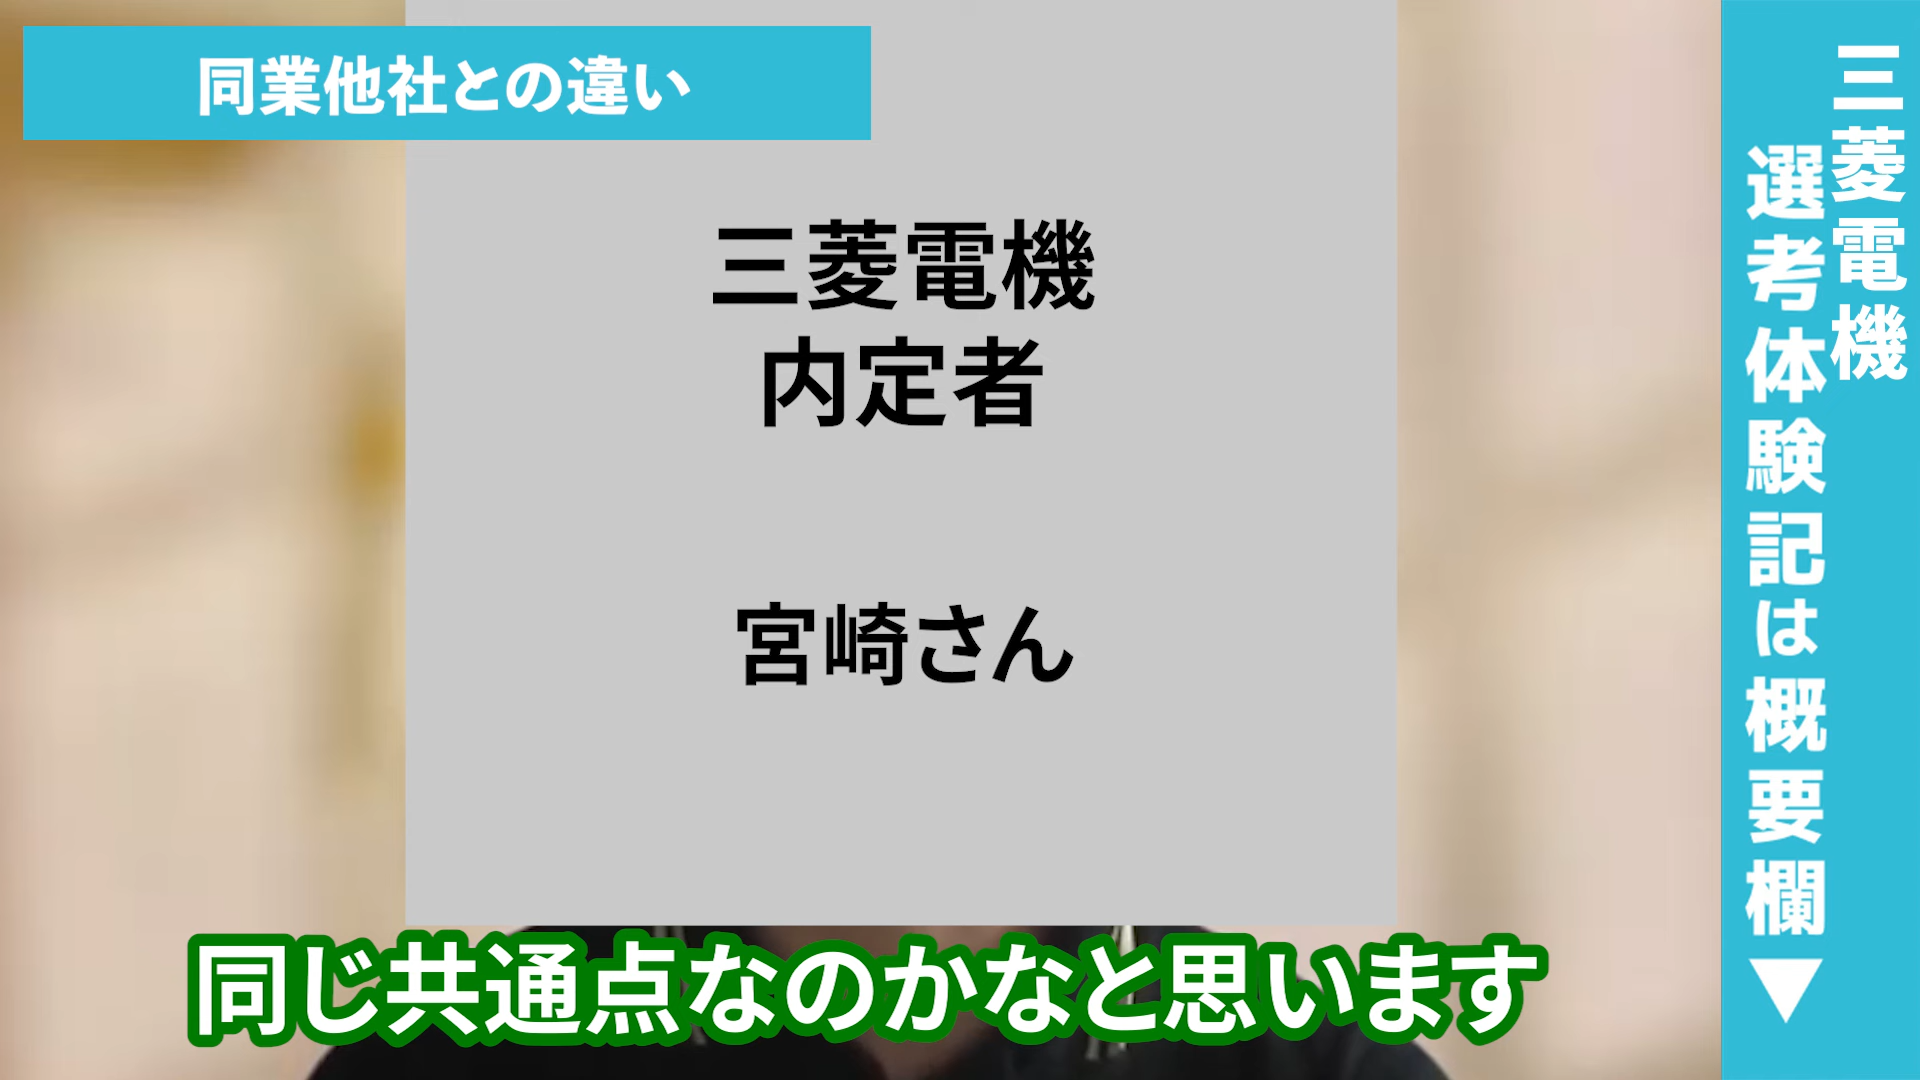 同業他社との違い
三菱電機
内定者
宮崎さん
三菱電機
選考体験記は概要欄▼
同じ共通点なのかなと思います